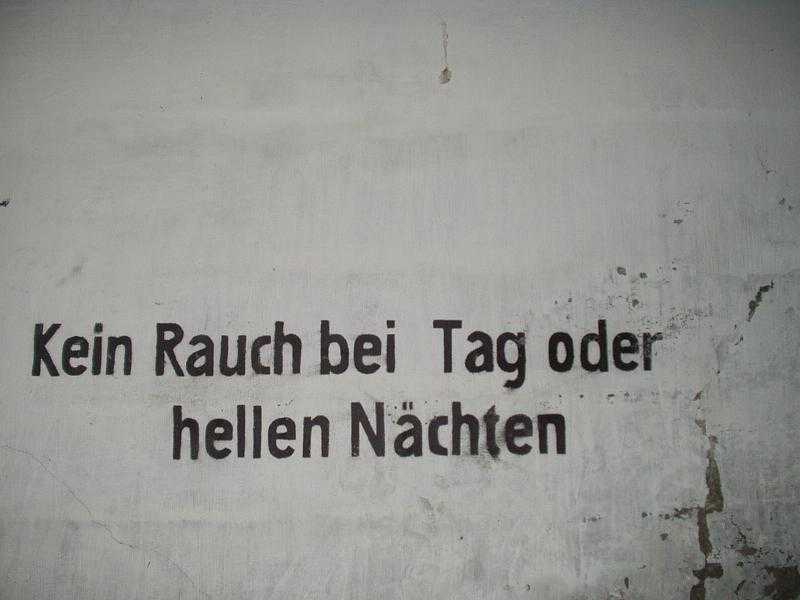 Kein Rauch bei Tag oder
hellen Nächten